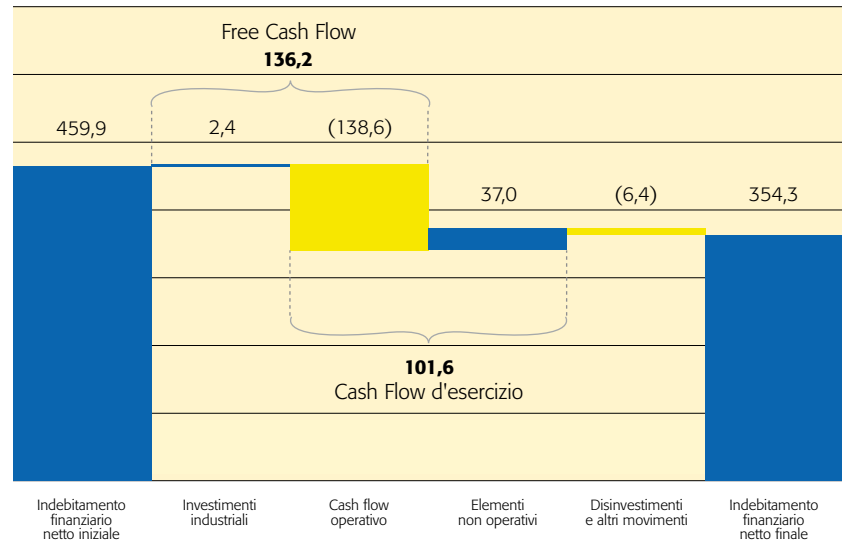 Free Cash Flow
136,2
459,9
2,4
(138,6)
37,0
(6,4)
354,3
101,6
Cash Flow d'esercizio
Indebitamento
finanziario
netto iniziale
Investimenti
industriali
Cash flow
operativo
Elementi
non operativi
Disinvestimenti
e altri movimenti
Indebitamento
finanziario
netto finale